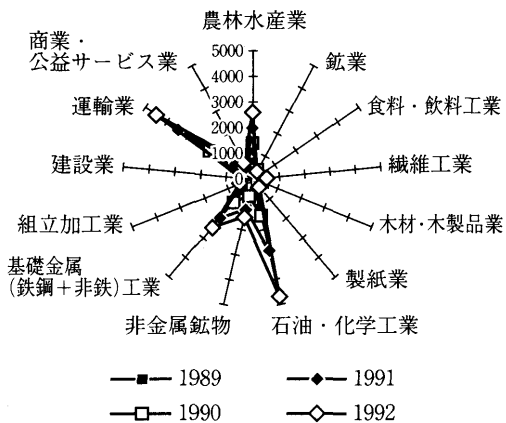 農林水産業
商業・
公益サービス業
鉱業
運輸業
食料・飲料工業
建設業
繊維工業
組立加工業
木材・木製品業
基礎金属
(鉄鋼＋非鉄)工業
製紙業
非金属鉱物
石油・化学工業
5000
4000
3000
2000
1000
0
1989
1991
1990
1992